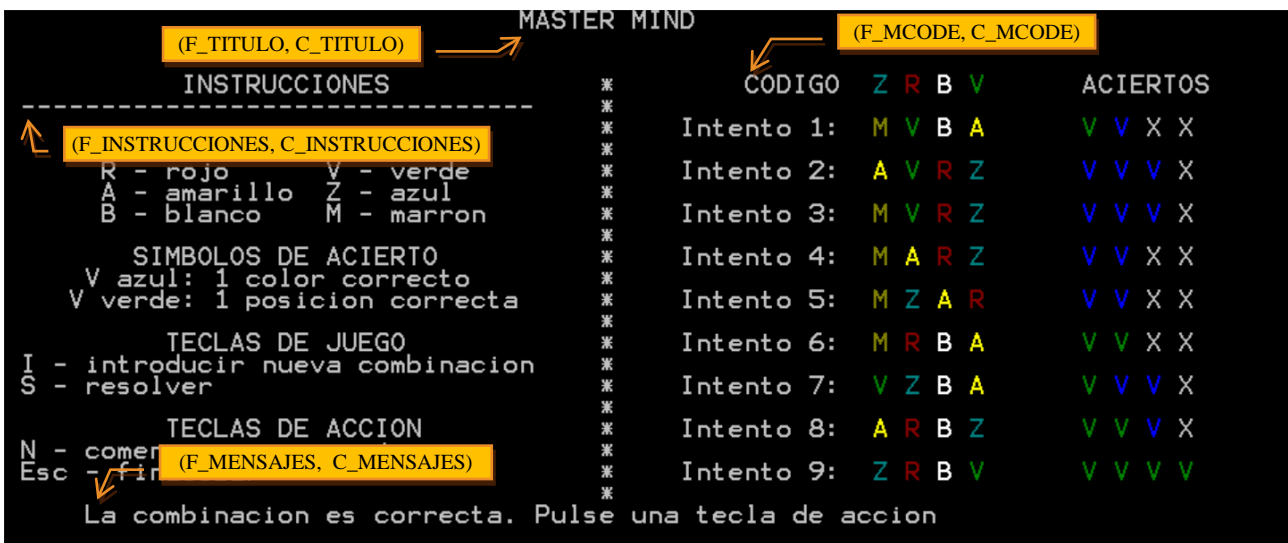 MASTER MIND
(F_TITULO, C_TITULO)
(F_MCODE, C_MCODE)
INSTRUCCIONES * CODIGO Z R B V ACIERTOS
--------------------------------- *
(F_INSTRUCCIONES, C_INSTRUCCIONES) * Intento 1: M V B A V V X X
*
R - rojo V - verde * Intento 2: A V R Z V V V X
A - amarillo Z - azul *
B - blanco M - marron * Intento 3: M V R Z V V V X
*
SIMBOLOS DE ACIERTO * Intento 4: M A R Z V V X X
V azul: 1 color correcto *
V verde: 1 posicion correcta * Intento 5: M Z A R V V X X
*
TECLAS DE JUEGO * Intento 6: M R B A V V X X
I - introducir nueva combinacion *
S - resolver * Intento 7: V Z B A V V V X
*
TECLAS DE ACCION * Intento 8: A R B Z V V V X
N - *
Esc - * Intento 9: Z R B V V V V V
(F_MENSAJES, C_MENSAJES)
*
La combinacion es correcta. Pulse una tecla de accion